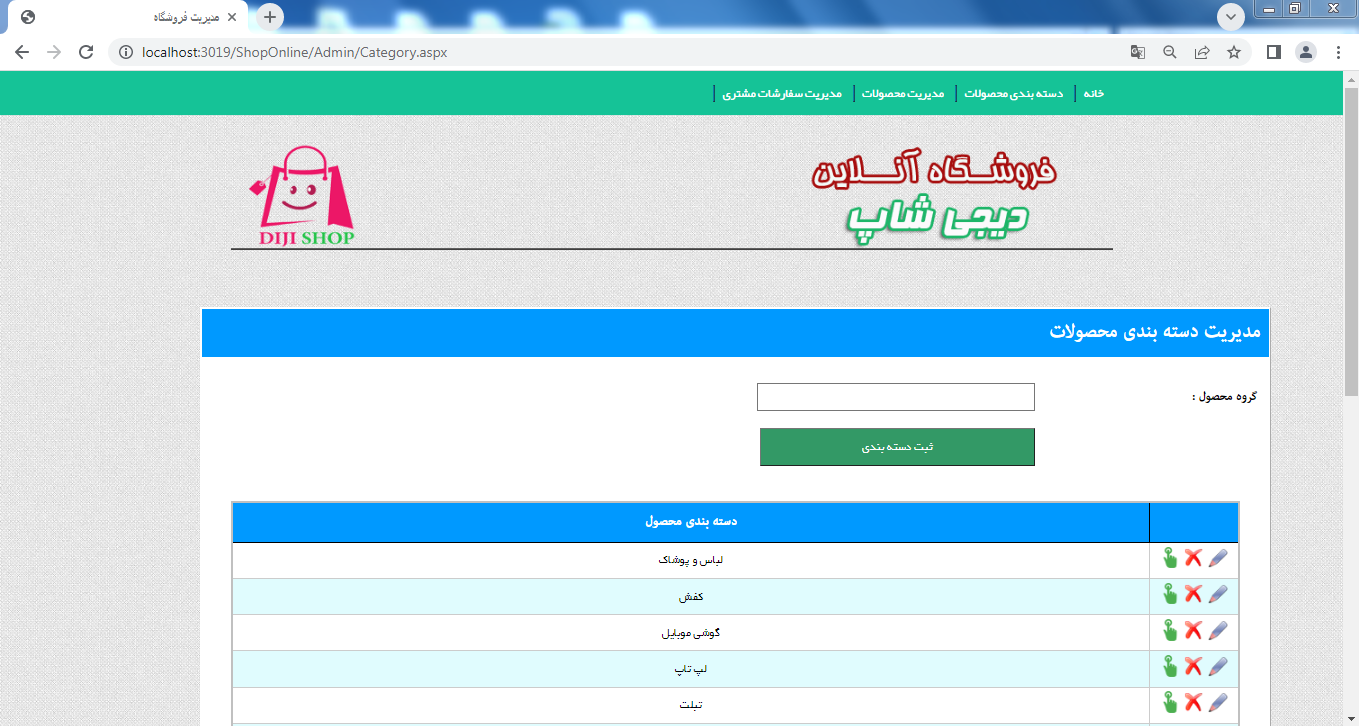 مدیریت فروشگاه
localhost:3019/ShopOnline/Admin/Category.aspx
خانه | دسته بندی محصولات | مدیریت محصولات | مدیریت سفارشات مشتری |
فروشگاه آنلاین
دیجی شاپ
DIJI SHOP
مدیریت دسته بندی محصولات
گروه محصول :
ثبت دسته بندی
دسته بندی محصول
لباس و پوشاک
کفش
گوشی موبایل
لپ تاپ
تبلت